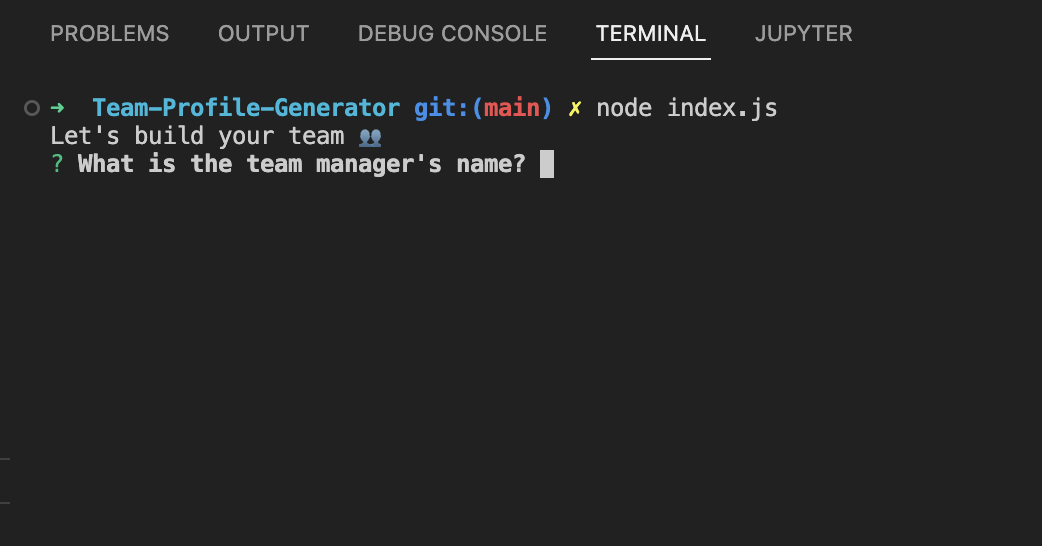 PROBLEMS OUTPUT DEBUG CONSOLE TERMINAL JUPYTER
➜ Team-Profile-Generator git:(main) ✗ node index.js
Let's build your team 👥
? What is the team manager's name?